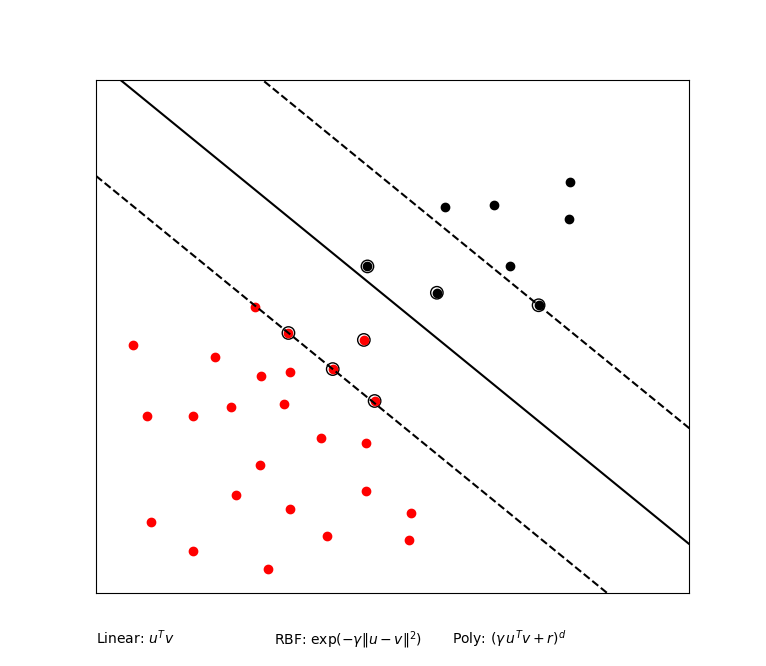 Linear: $u^T v$ RBF: $\exp(-\gamma \|u - v\|^2)$ Poly: $(\gamma u^T v + r)^d$